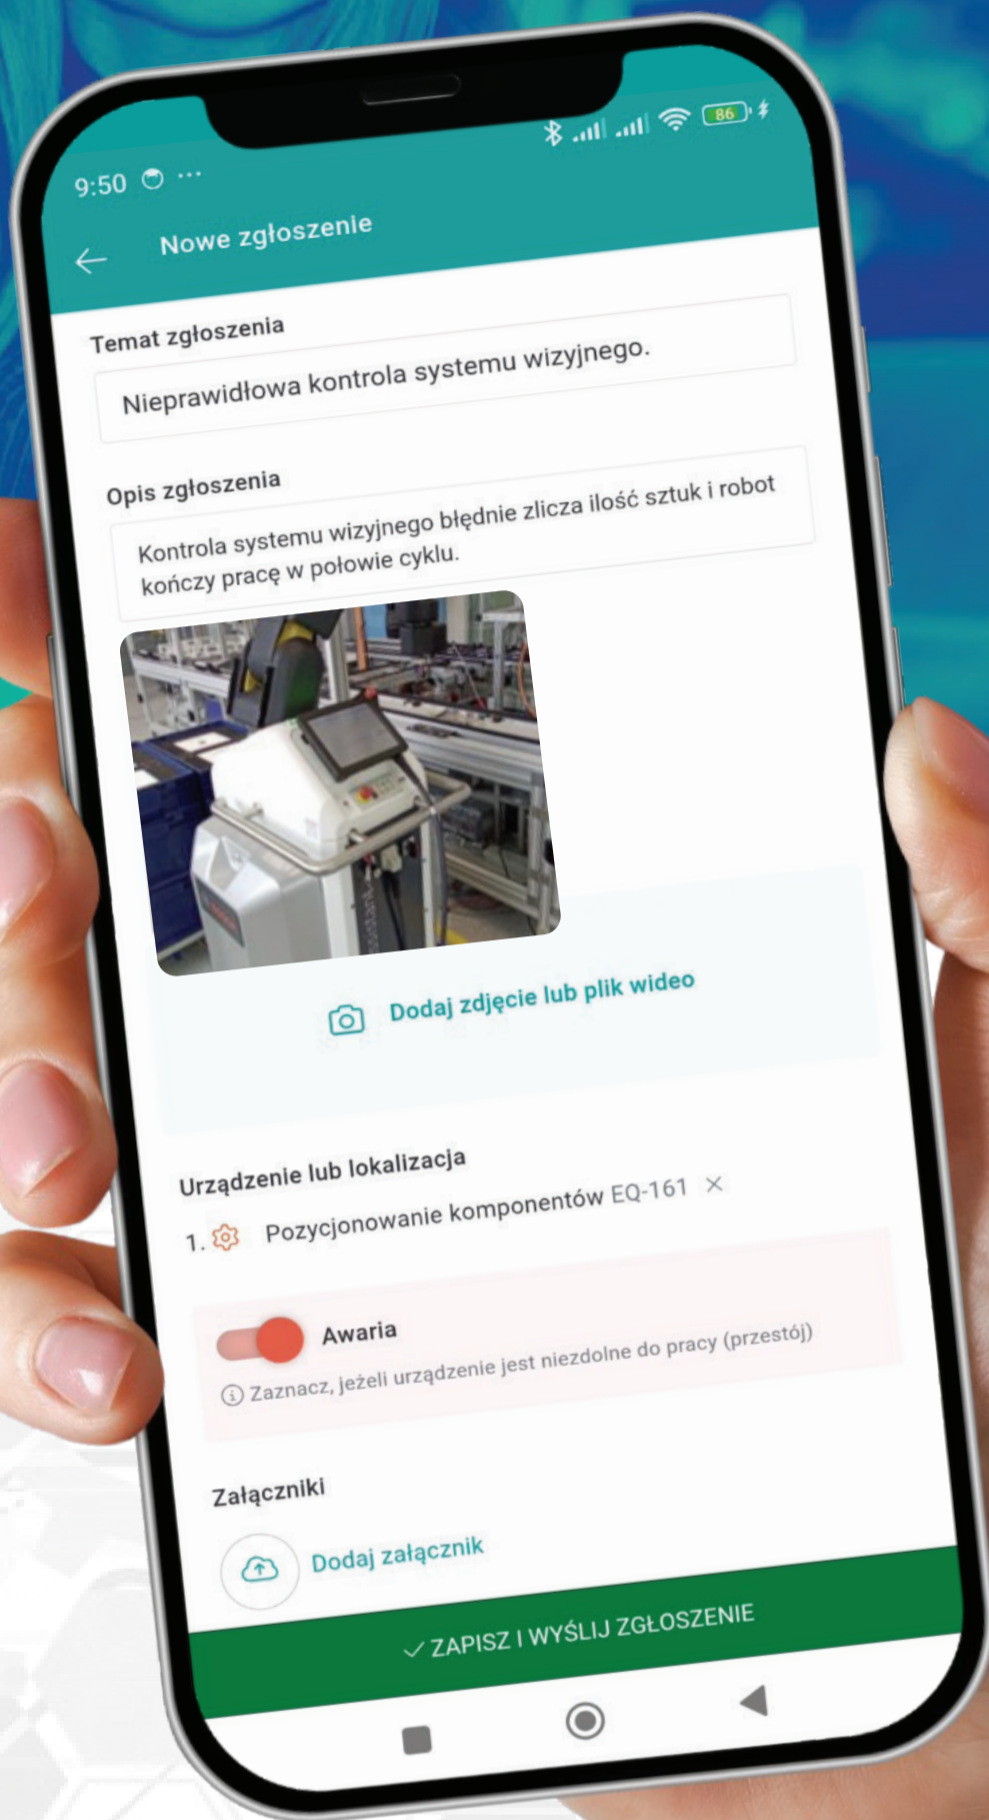 9:50
86
Nowe zgłoszenie
Temat zgłoszenia
Nieprawidłowa kontrola systemu wizyjnego.
Opis zgłoszenia
Kontrola systemu wizyjnego błędnie zlicza ilość sztuk i robot
kończy pracę w połowie cyklu.
Dodaj zdjęcie lub plik wideo
Urządzenie lub lokalizacja
1. Pozycjonowanie komponentów EQ-161
Awaria
Zaznacz, jeżeli urządzenie jest niezdolne do pracy (przestój)
Załączniki
Dodaj załącznik
ZAPISZ I WYŚLIJ ZGŁOSZENIE